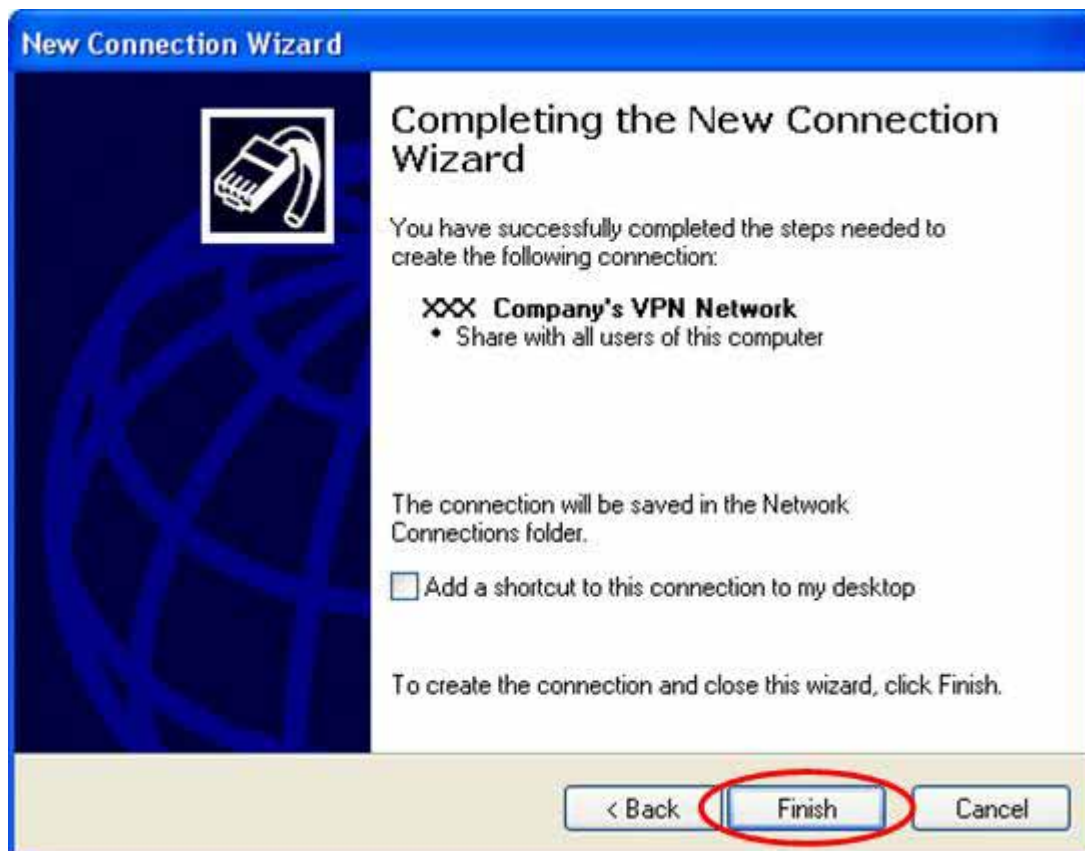 New Connection Wizard
Completing the New Connection
Wizard
You have successfully completed the steps needed to
create the following connection:
XXX Company's VPN Network
• Share with all users of this computer
The connection will be saved in the Network
Connections folder.
Add a shortcut to this connection to my desktop
To create the connection and close this wizard, click Finish.
< Back Finish Cancel